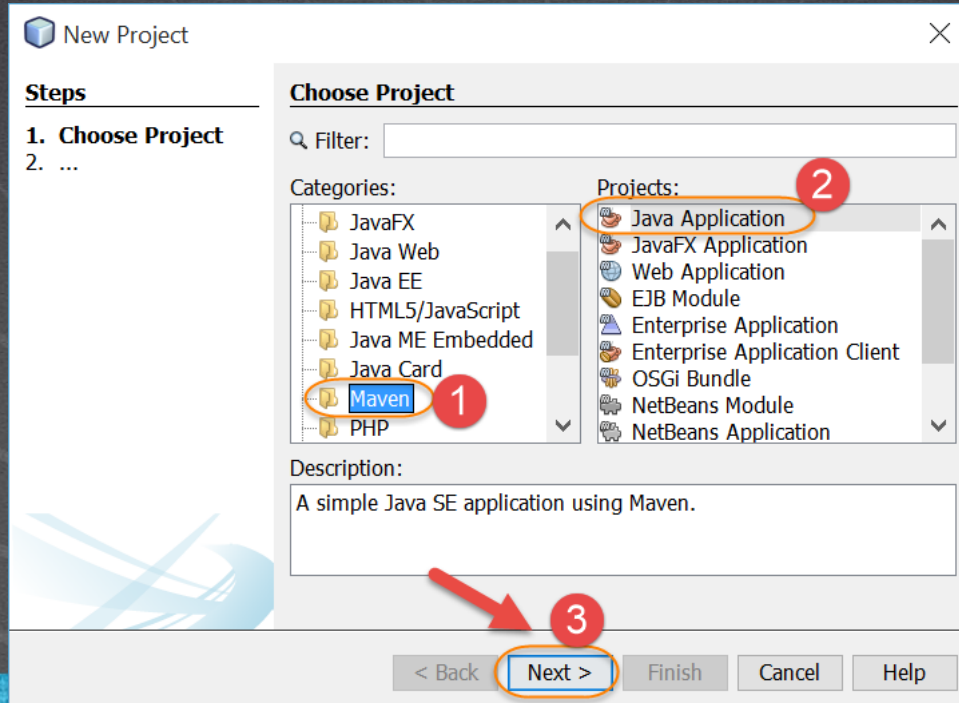 New Project
Steps
1. Choose Project
2. ...
Choose Project
Filter:
Categories:
JavaFX
Java Web
Java EE
HTML5/JavaScript
Java ME Embedded
Java Card
Maven
1
PHP
Projects:
2
Java Application
JavaFX Application
Web Application
EJB Module
Enterprise Application
Enterprise Application Client
OSGi Bundle
NetBeans Module
NetBeans Application
Description:
A simple Java SE application using Maven.
3
< Back Next > Finish Cancel Help